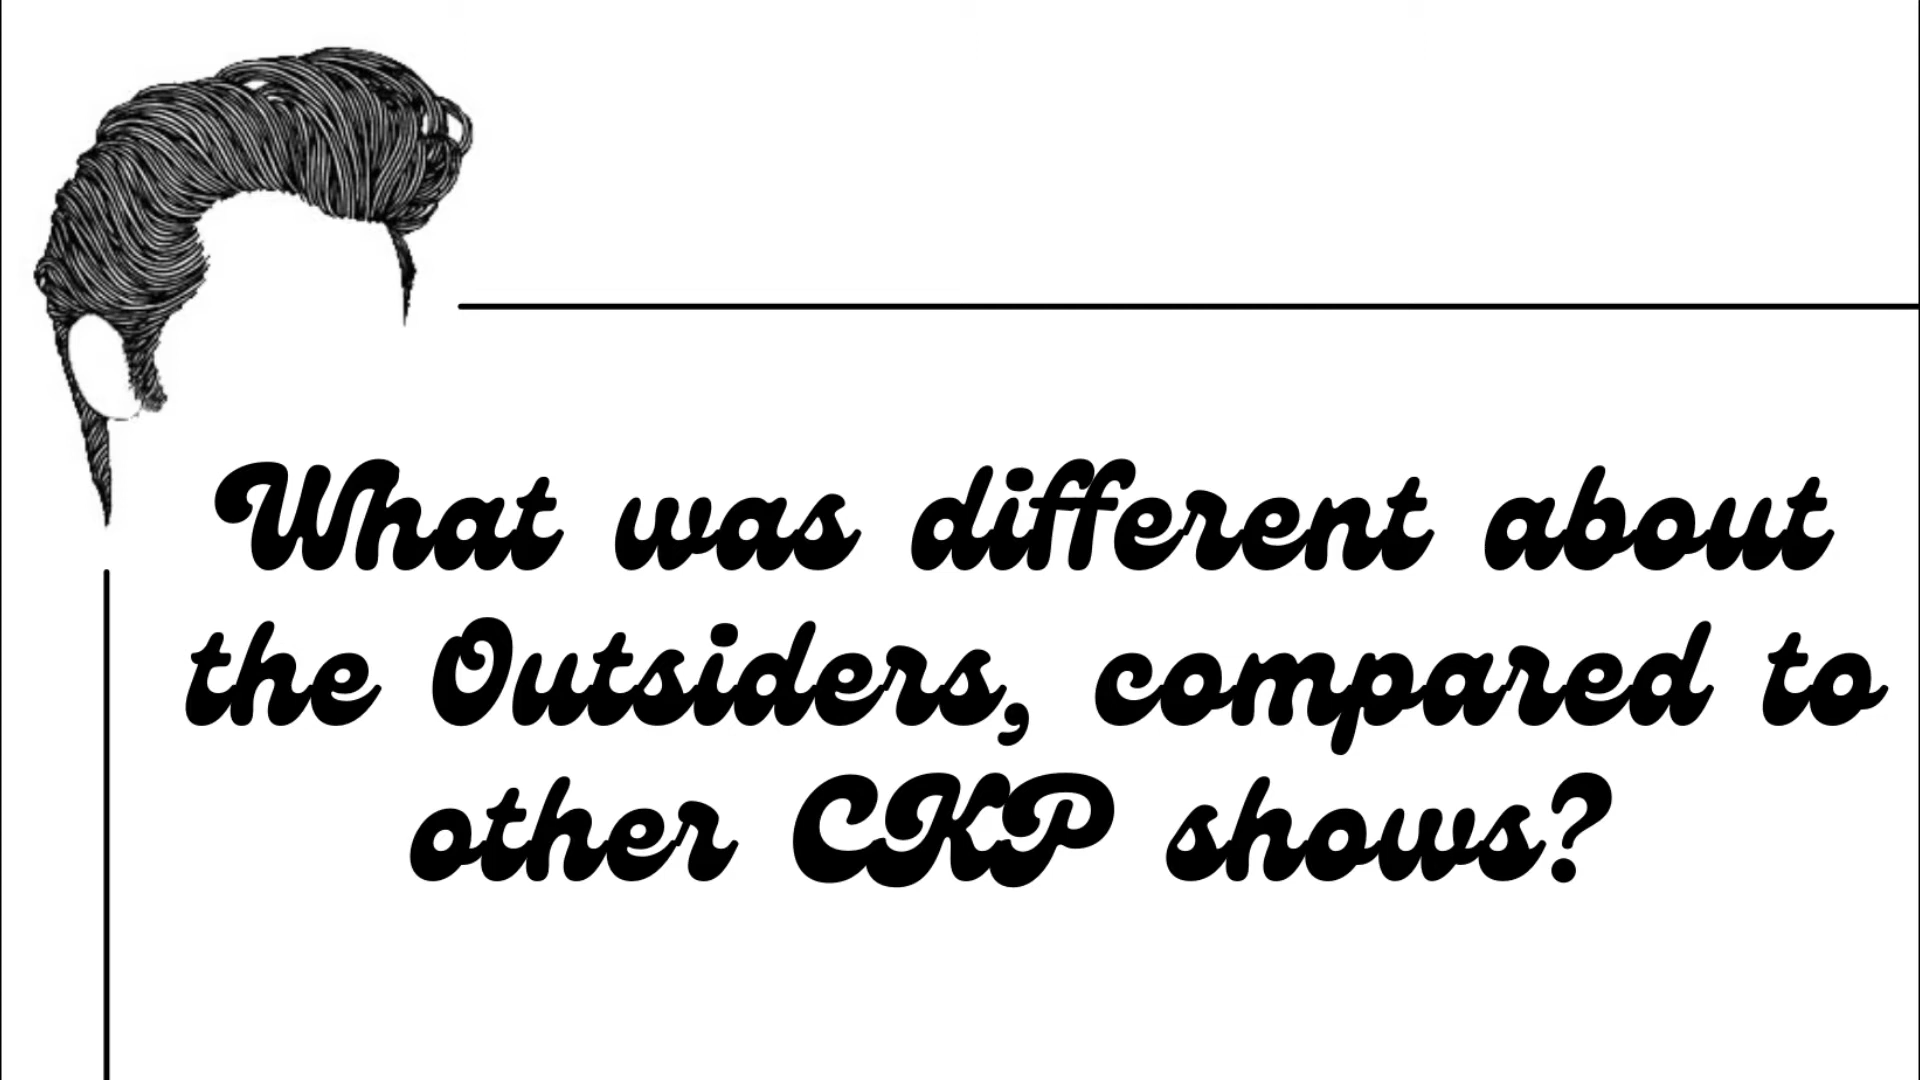 What was different about
the Outsiders, compared to
other CKP shows?